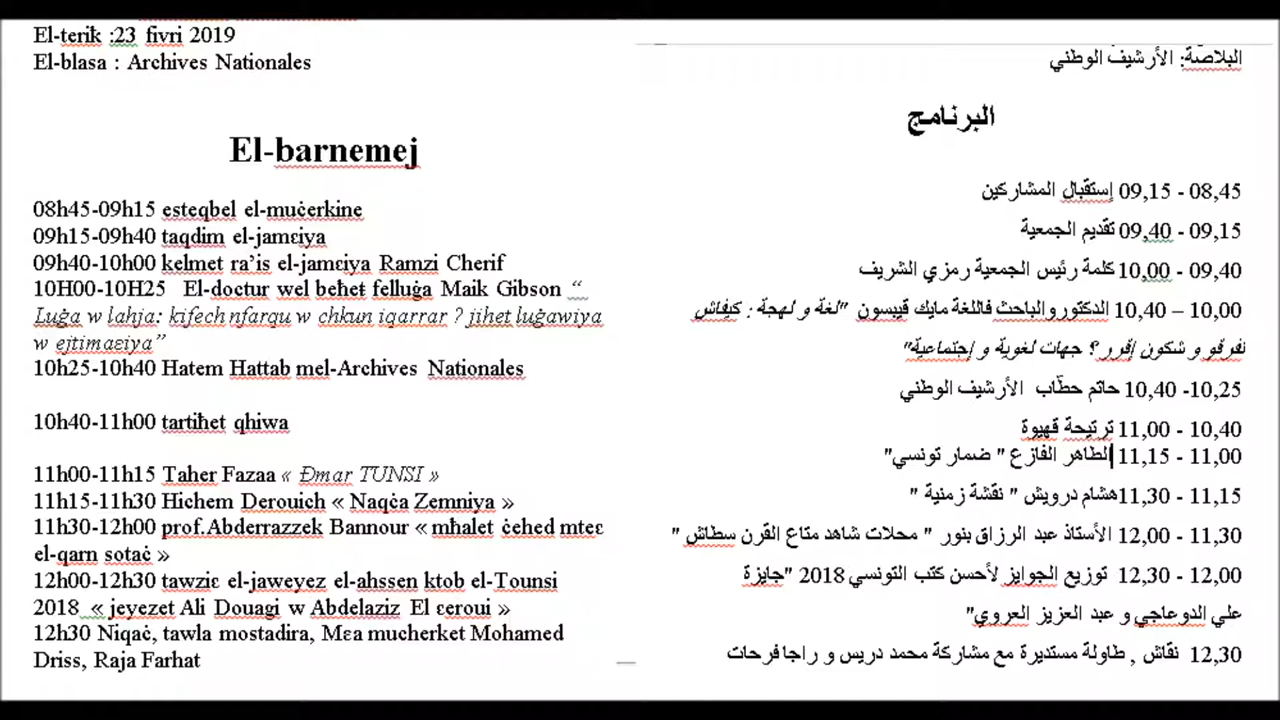 El-teriḱ :23 fivri 2019
El-blasa : Archives Nationales
El-barnemej
08h45-09h15 esteqbel el-muċerkine
09h15-09h40 taqdim el-jamɛiya
09h40-10h00 kelmet ra’is el-jamɛiya Ramzi Cherif
10H00-10H25 El-doctur wel beħeŧ felluġa Maik Gibson “
Luġa w lahja: kifech nfarqu w chkun iqarrar ? jihet luġawiya
w ejtimaɛiya”
10h25-10h40 Hatem Hattab mel-Archives Nationales
10h40-11h00 tartiħet qhiwa
11h00-11h15 Taher Fazaa « Đmar TUNSI »
11h15-11h30 Hichem Derouich « Naqċa Zemniya »
11h30-12h00 prof.Abderrazzek Bannour « mħalet ċehed mteɛ
el-qarn sotaċ »
12h00-12h30 tawziɛ el-jaweyez el-ahssen ktob el-Tounsi
2018 « jeyezet Ali Douagi w Abdelaziz El ɛeroui »
12h30 Niqaċ, tawla mostadira, Mɛa mucherket Mohamed
Driss, Raja Farhat
البلاصة: الأرشيف الوطني
البرنامج
08,45 - 09,15 إستقبال المشاركين
09,15 - 09,40 تقديم الجمعية
09,40 - 10,00 كلمة رئيس الجمعية رمزي الشريف
10,00 – 10,40 الدكتوروالباحث فاللغة مايك قيبسون "لغة و لهجة : كيفاش
نفرقو و شكون إقرر؟ جهات لغوية و إجتماعية"
10,25- 10,40 حاتم حطّاب الأرشيف الوطني
10,40 - 11,00 ترتيحة قهيوة
11,00 - 11,15 الطاهر الفازع " ضمار تونسي"
11,15 - 11,30هشام درويش " نقشة زمنية "
11,30 - 12,00 الأستاذ عبد الرزاق بنور " محلات شاهد متاع القرن سطاش "
12,00 - 12,30 توزيع الجوايز لأحسن كتب التونسي 2018 "جايزة
علي الدوعاجي و عبد العزيز العروي"
12,30 نقاش , طاولة مستديرة مع مشاركة محمد دريس و راجا فرحات